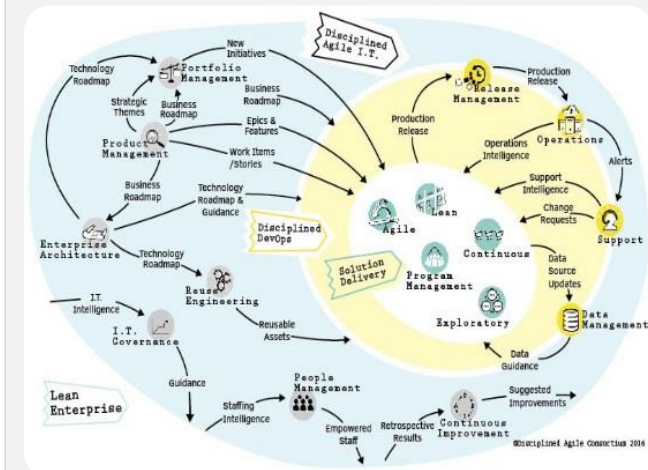 Disciplined
Agile I.T.
New
Initiatives
Technology
Roadmap
Portfolio
Management
Strategic
Themes
Business
Roadmap
Business
Roadmap
Product
Management
Epics &
Features
Work Items
/Stories
Business
Roadmap
Technology
Roadmap &
Guidance
Enterprise
Architecture
Technology
Roadmap
Reuse
Engineering
Reusable
Assets
I.T.
Intelligence
I.T.
Governance
Guidance
Lean
Enterprise
Staffing
Intelligence
People
Management
Empowered
Staff
Retrospective
Results
Continuous
Improvement
Suggested
Improvements
Disciplined
DevOps
Solution
Delivery
Production
Release
Release
Management
Production
Release
Operations
Operations
Intelligence
Alerts
Support
Intelligence
Change
Requests
Support
Agile
Lean
Continuous
Program
Management
Exploratory
Data
Source
Updates
Data
Management
Data
Guidance
©Disciplined Agile Consortium 2016